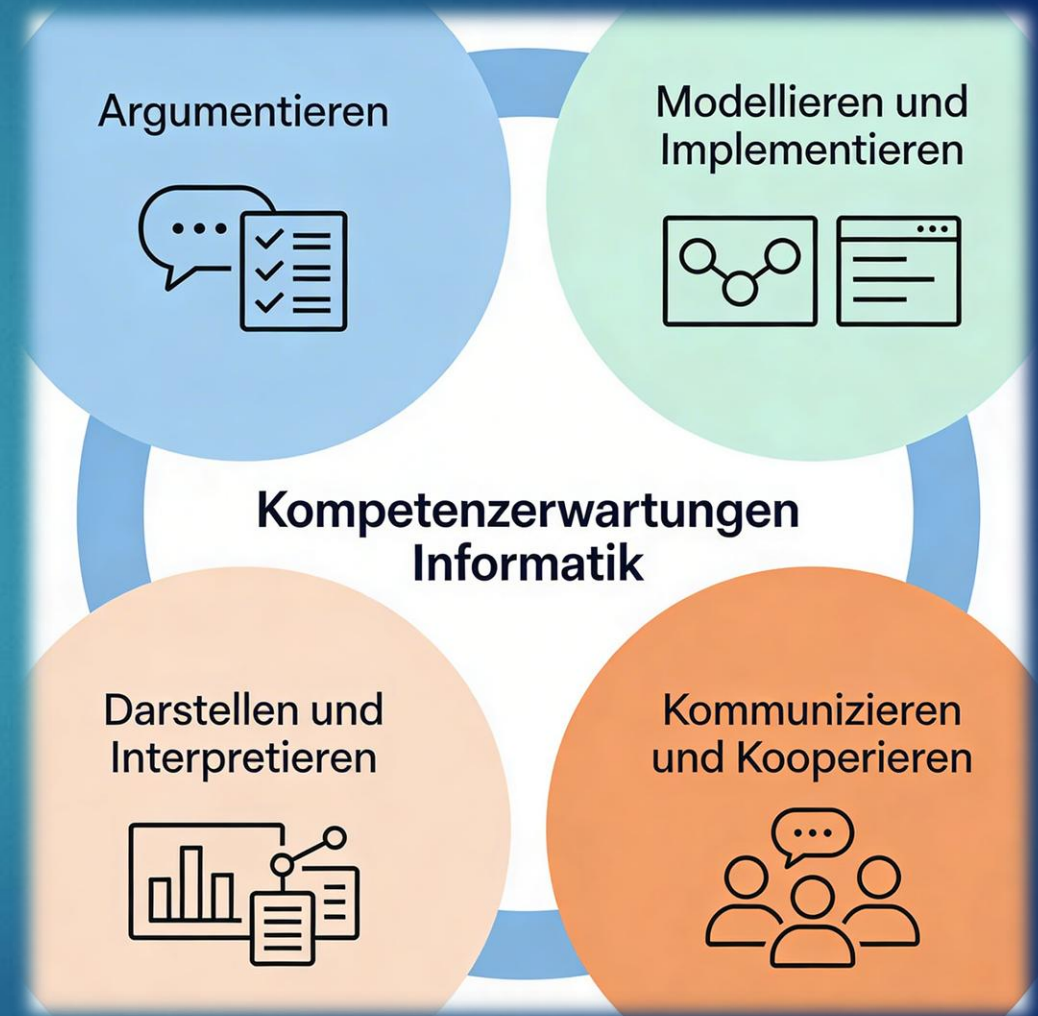 Argumentieren
Modellieren und
Implementieren
Kompetenzerwartungen
Informatik
Darstellen und
Interpretieren
Kommunizieren
und Kooperieren